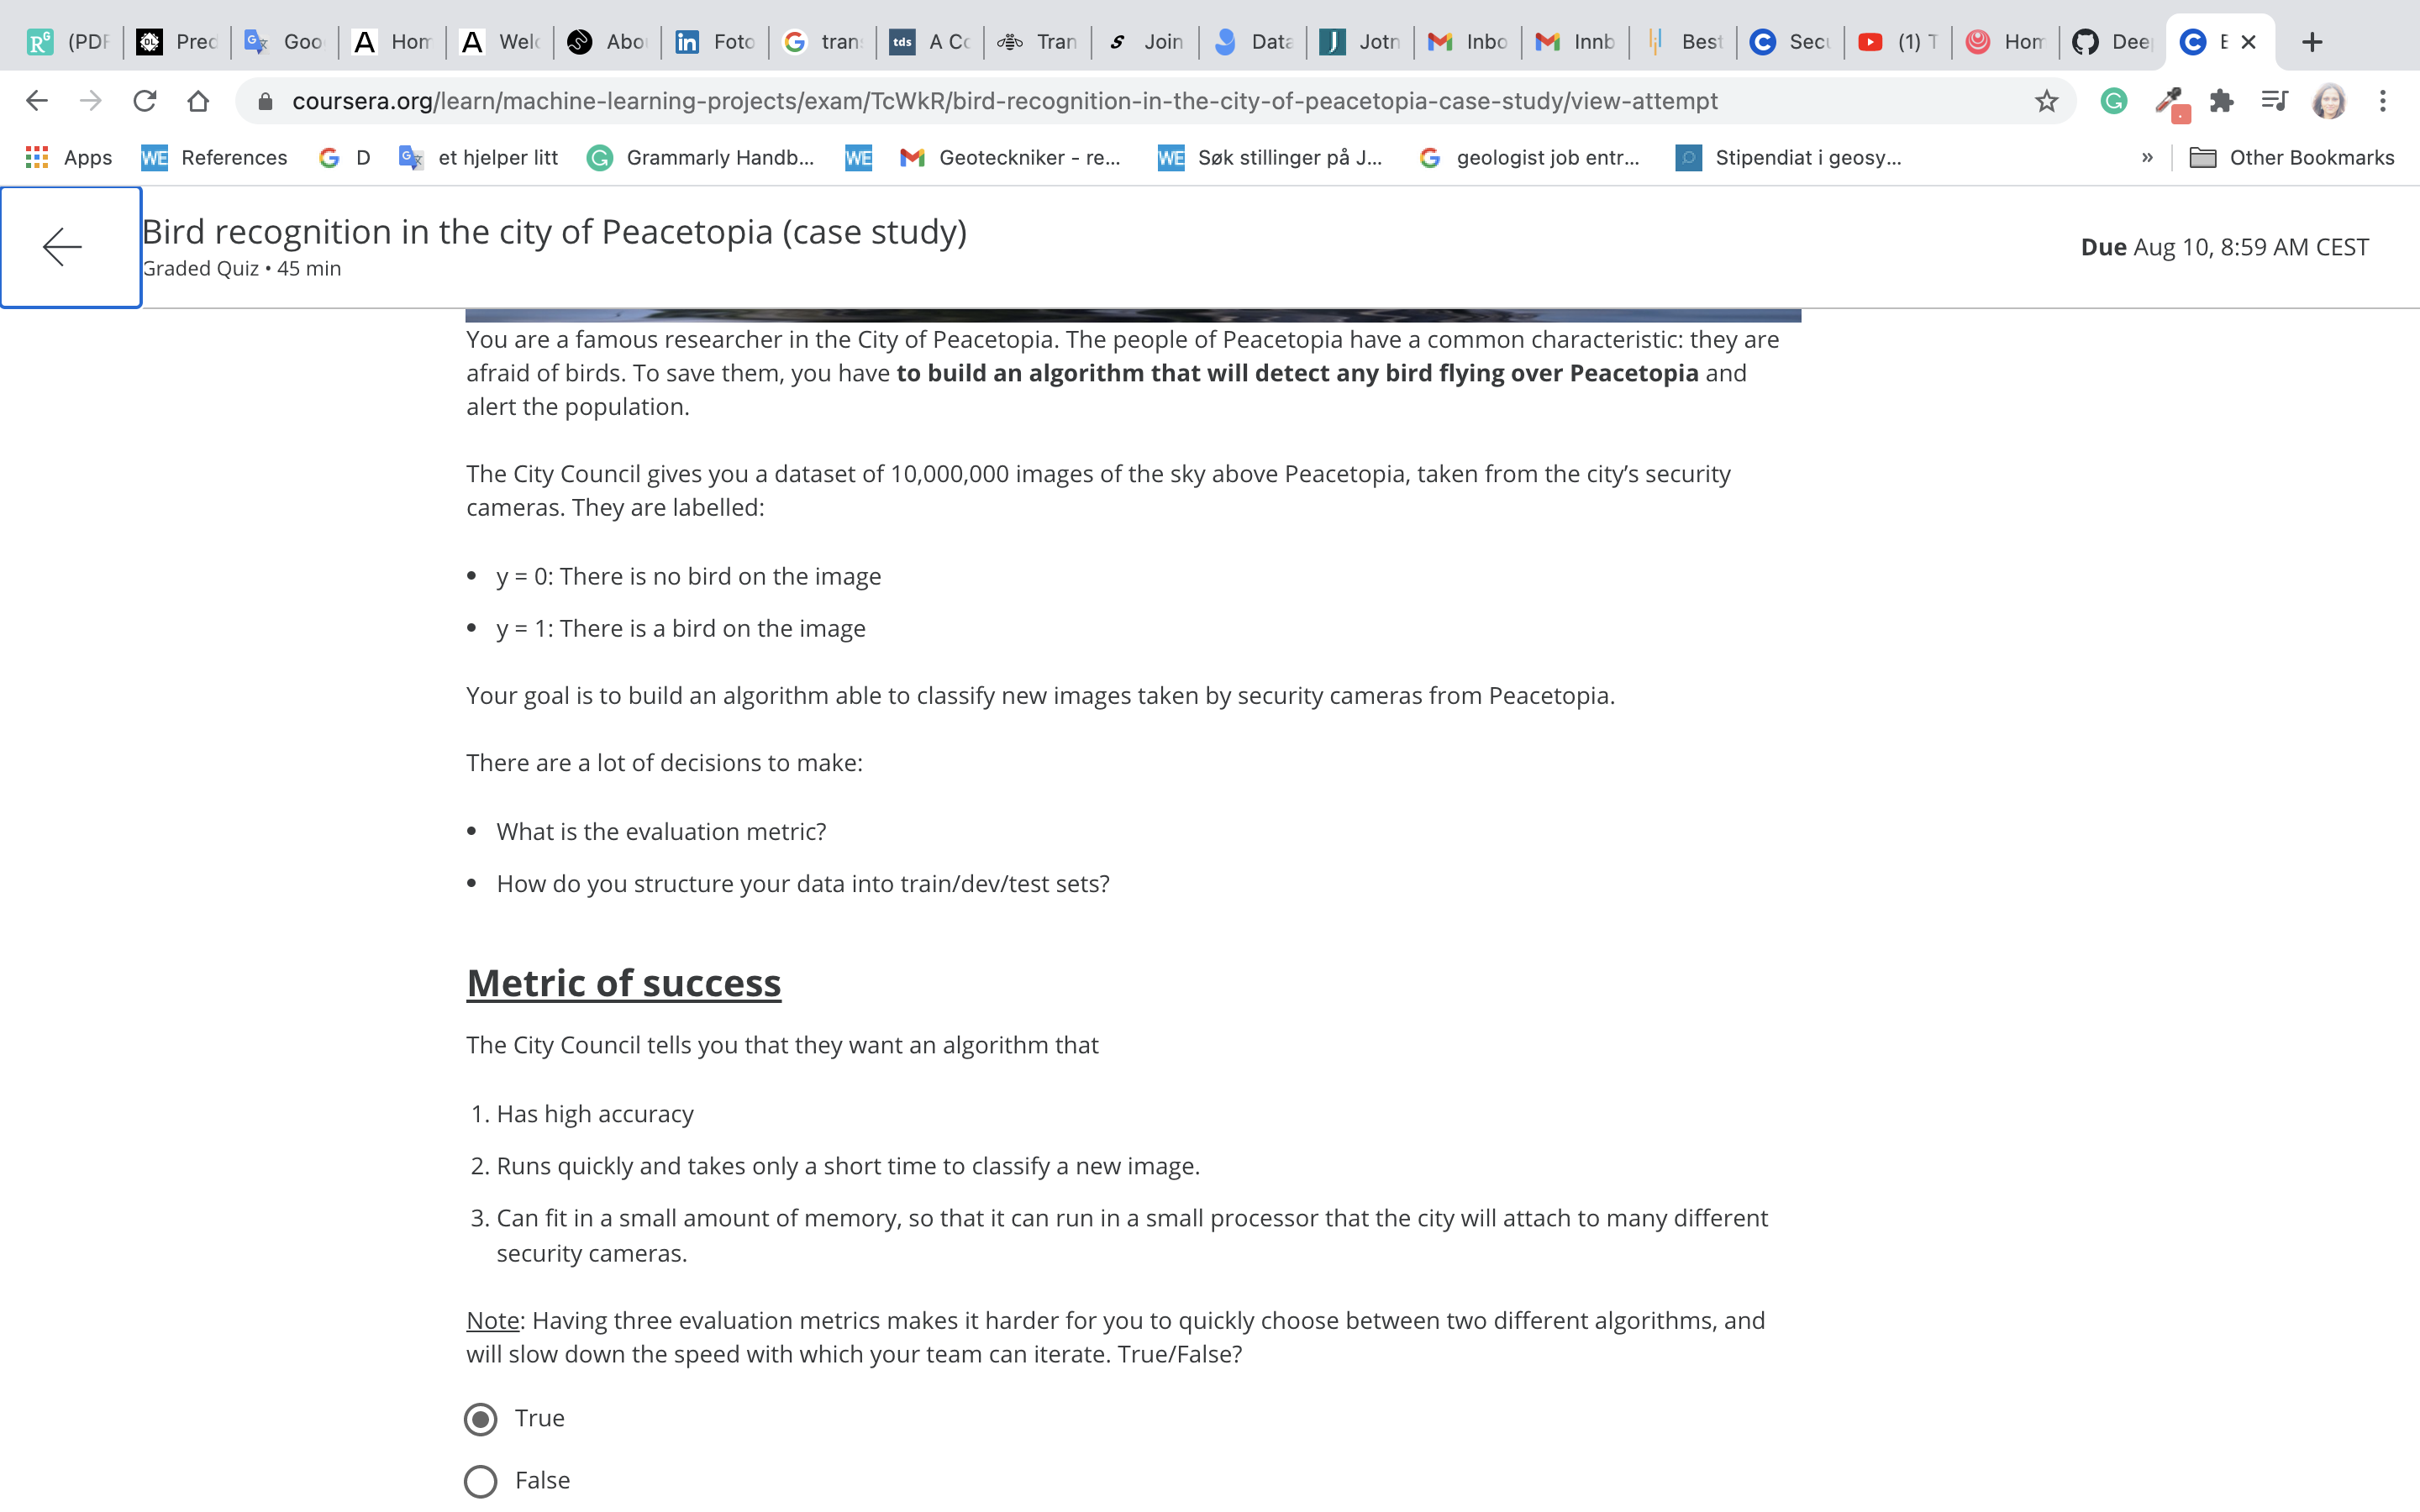 (PDF Pred Goo Hom Welc Abo Foto tran A Co Tran Join Data Jotn Inbo Innb Best Secu (1) T Hom Dee
coursera.org/learn/machine-learning-projects/exam/TcWkR/bird-recognition-in-the-city-of-peacetopia-case-study/view-attempt
Apps WE References D et hjelper litt Grammarly Handb... WE Geoteckniker - re... WE Søk stillinger på J... geologist job entr... Stipendiat i geosy... » Other Bookmarks
Bird recognition in the city of Peacetopia (case study)
Graded Quiz • 45 min
Due Aug 10, 8:59 AM CEST
You are a famous researcher in the City of Peacetopia. The people of Peacetopia have a common characteristic: they are
afraid of birds. To save them, you have to build an algorithm that will detect any bird flying over Peacetopia and
alert the population.
The City Council gives you a dataset of 10,000,000 images of the sky above Peacetopia, taken from the city’s security
cameras. They are labelled:
• y = 0: There is no bird on the image
• y = 1: There is a bird on the image
Your goal is to build an algorithm able to classify new images taken by security cameras from Peacetopia.
There are a lot of decisions to make:
• What is the evaluation metric?
• How do you structure your data into train/dev/test sets?
Metric of success
The City Council tells you that they want an algorithm that
1. Has high accuracy
2. Runs quickly and takes only a short time to classify a new image.
3. Can fit in a small amount of memory, so that it can run in a small processor that the city will attach to many different
security cameras.
Note: Having three evaluation metrics makes it harder for you to quickly choose between two different algorithms, and
will slow down the speed with which your team can iterate. True/False?
True
False